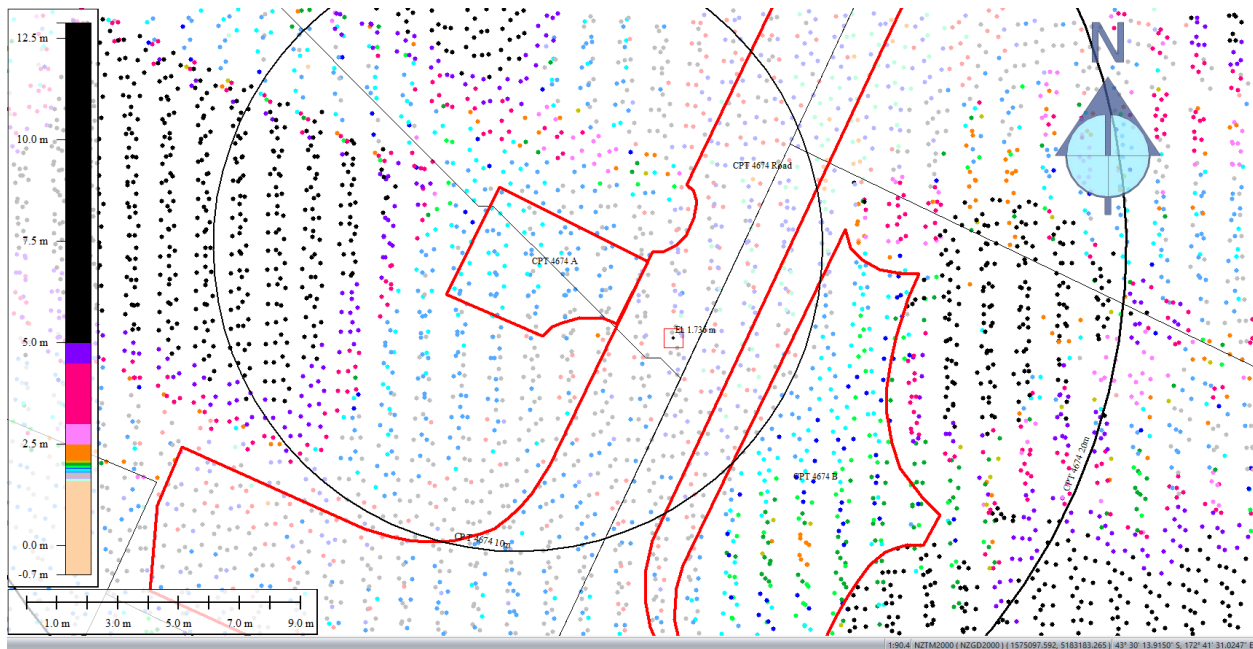 12.5 m
N
10.0 m
CPT 4674 Road
7.5 m
CPT 4674 A
EL 1.736 m
5.0 m
2.5 m
CPT 4674 20m
CPT 4674 B
CPT 4674 10m
0.0 m
-0.7 m
1.0 m 3.0 m 5.0 m 7.0 m 9.0 m
1:90.4 NZTM2000 ( NZGD2000 ) ( 1575097.592, 5183183.265 ) 43° 30' 13.9150" S, 172° 41' 31.0247" E